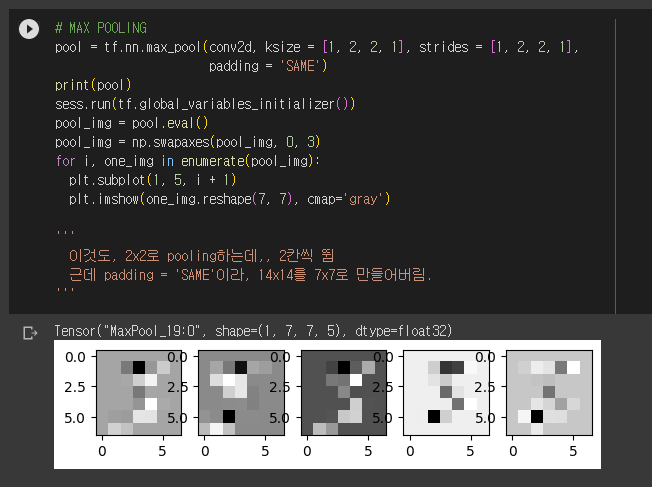 # MAX POOLING
pool = tf.nn.max_pool(conv2d, ksize = [1, 2, 2, 1], strides = [1, 2, 2, 1],
padding = 'SAME')
print(pool)
sess.run(tf.global_variables_initializer())
pool_img = pool.eval()
pool_img = np.swapaxes(pool_img, 0, 3)
for i, one_img in enumerate(pool_img):
plt.subplot(1, 5, i + 1)
plt.imshow(one_img.reshape(7, 7), cmap='gray')
'''
이것도, 2x2로 pooling하는데,, 2칸씩 뜀
근데 padding = 'SAME'이라, 14x14를 7x7로 만들어버림.
'''
Tensor("MaxPool_19:0", shape=(1, 7, 7, 5), dtype=float32)
0.0 0.0 0.0 0.0 0.0
2.5 2.5 2.5 2.5 2.5
5.0 5.0 5.0 5.0 5.0
0 5 0 5 0 5 0 5 0 5